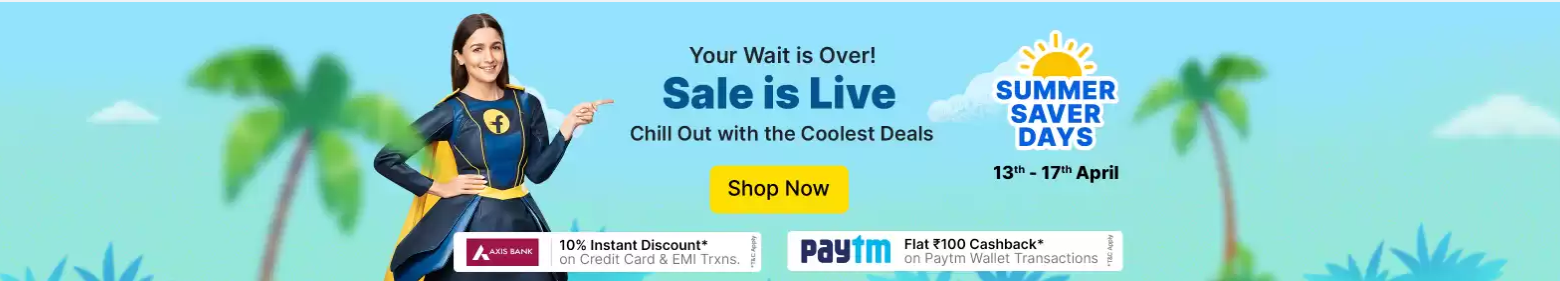 Your Wait is Over!
Sale is Live
Chill Out with the Coolest Deals
Shop Now
SUMMER
SAVER
DAYS
13th - 17th April
f
AXIS BANK
10% Instant Discount*
on Credit Card & EMI Trxns.
*T&C Apply
paytm
Flat ₹100 Cashback*
on Paytm Wallet Transactions
*T&C Apply